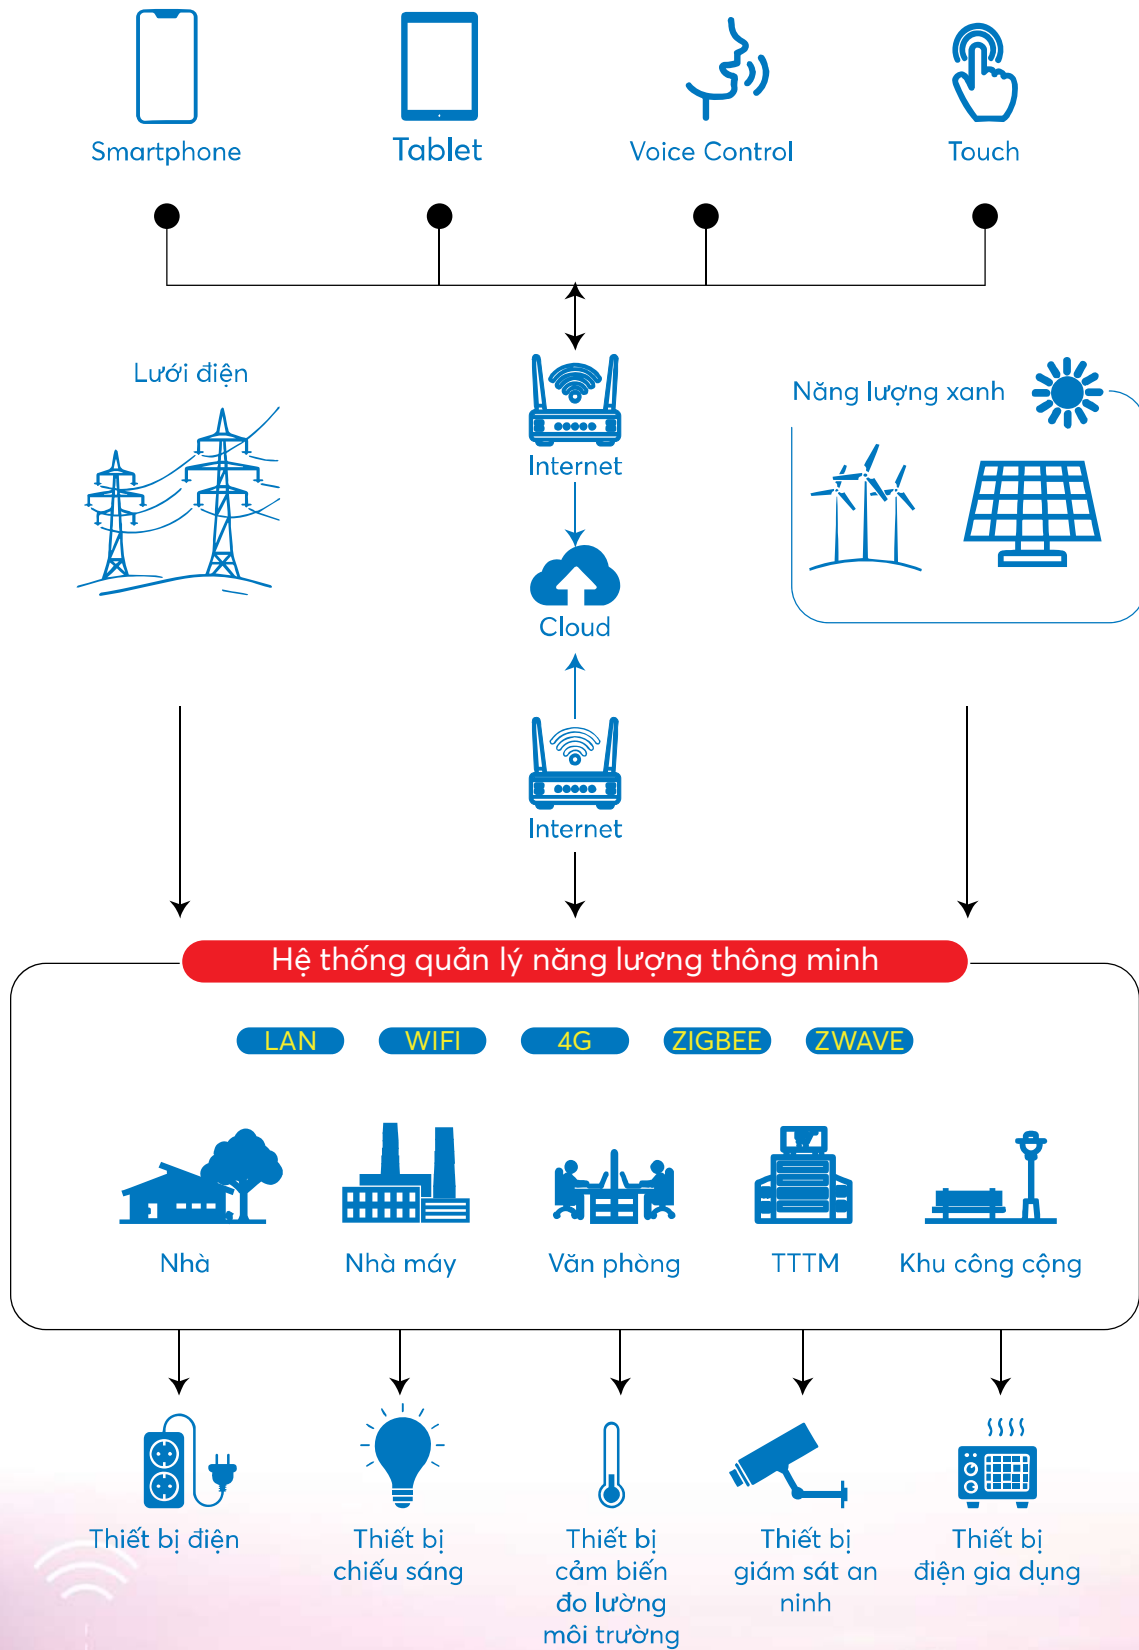 Smartphone
Tablet
Voice Control
Touch
Lưới điện
Internet
Năng lượng xanh
Cloud
Internet
Hệ thống quản lý năng lượng thông minh
LAN
WIFI
4G
ZIGBEE
ZWAVE
Nhà
Nhà máy
Văn phòng
TTTM
Khu công cộng
Thiết bị điện
Thiết bị
chiếu sáng
Thiết bị
cảm biến
đo lường
môi trường
Thiết bị
giám sát an
ninh
Thiết bị
điện gia dụng